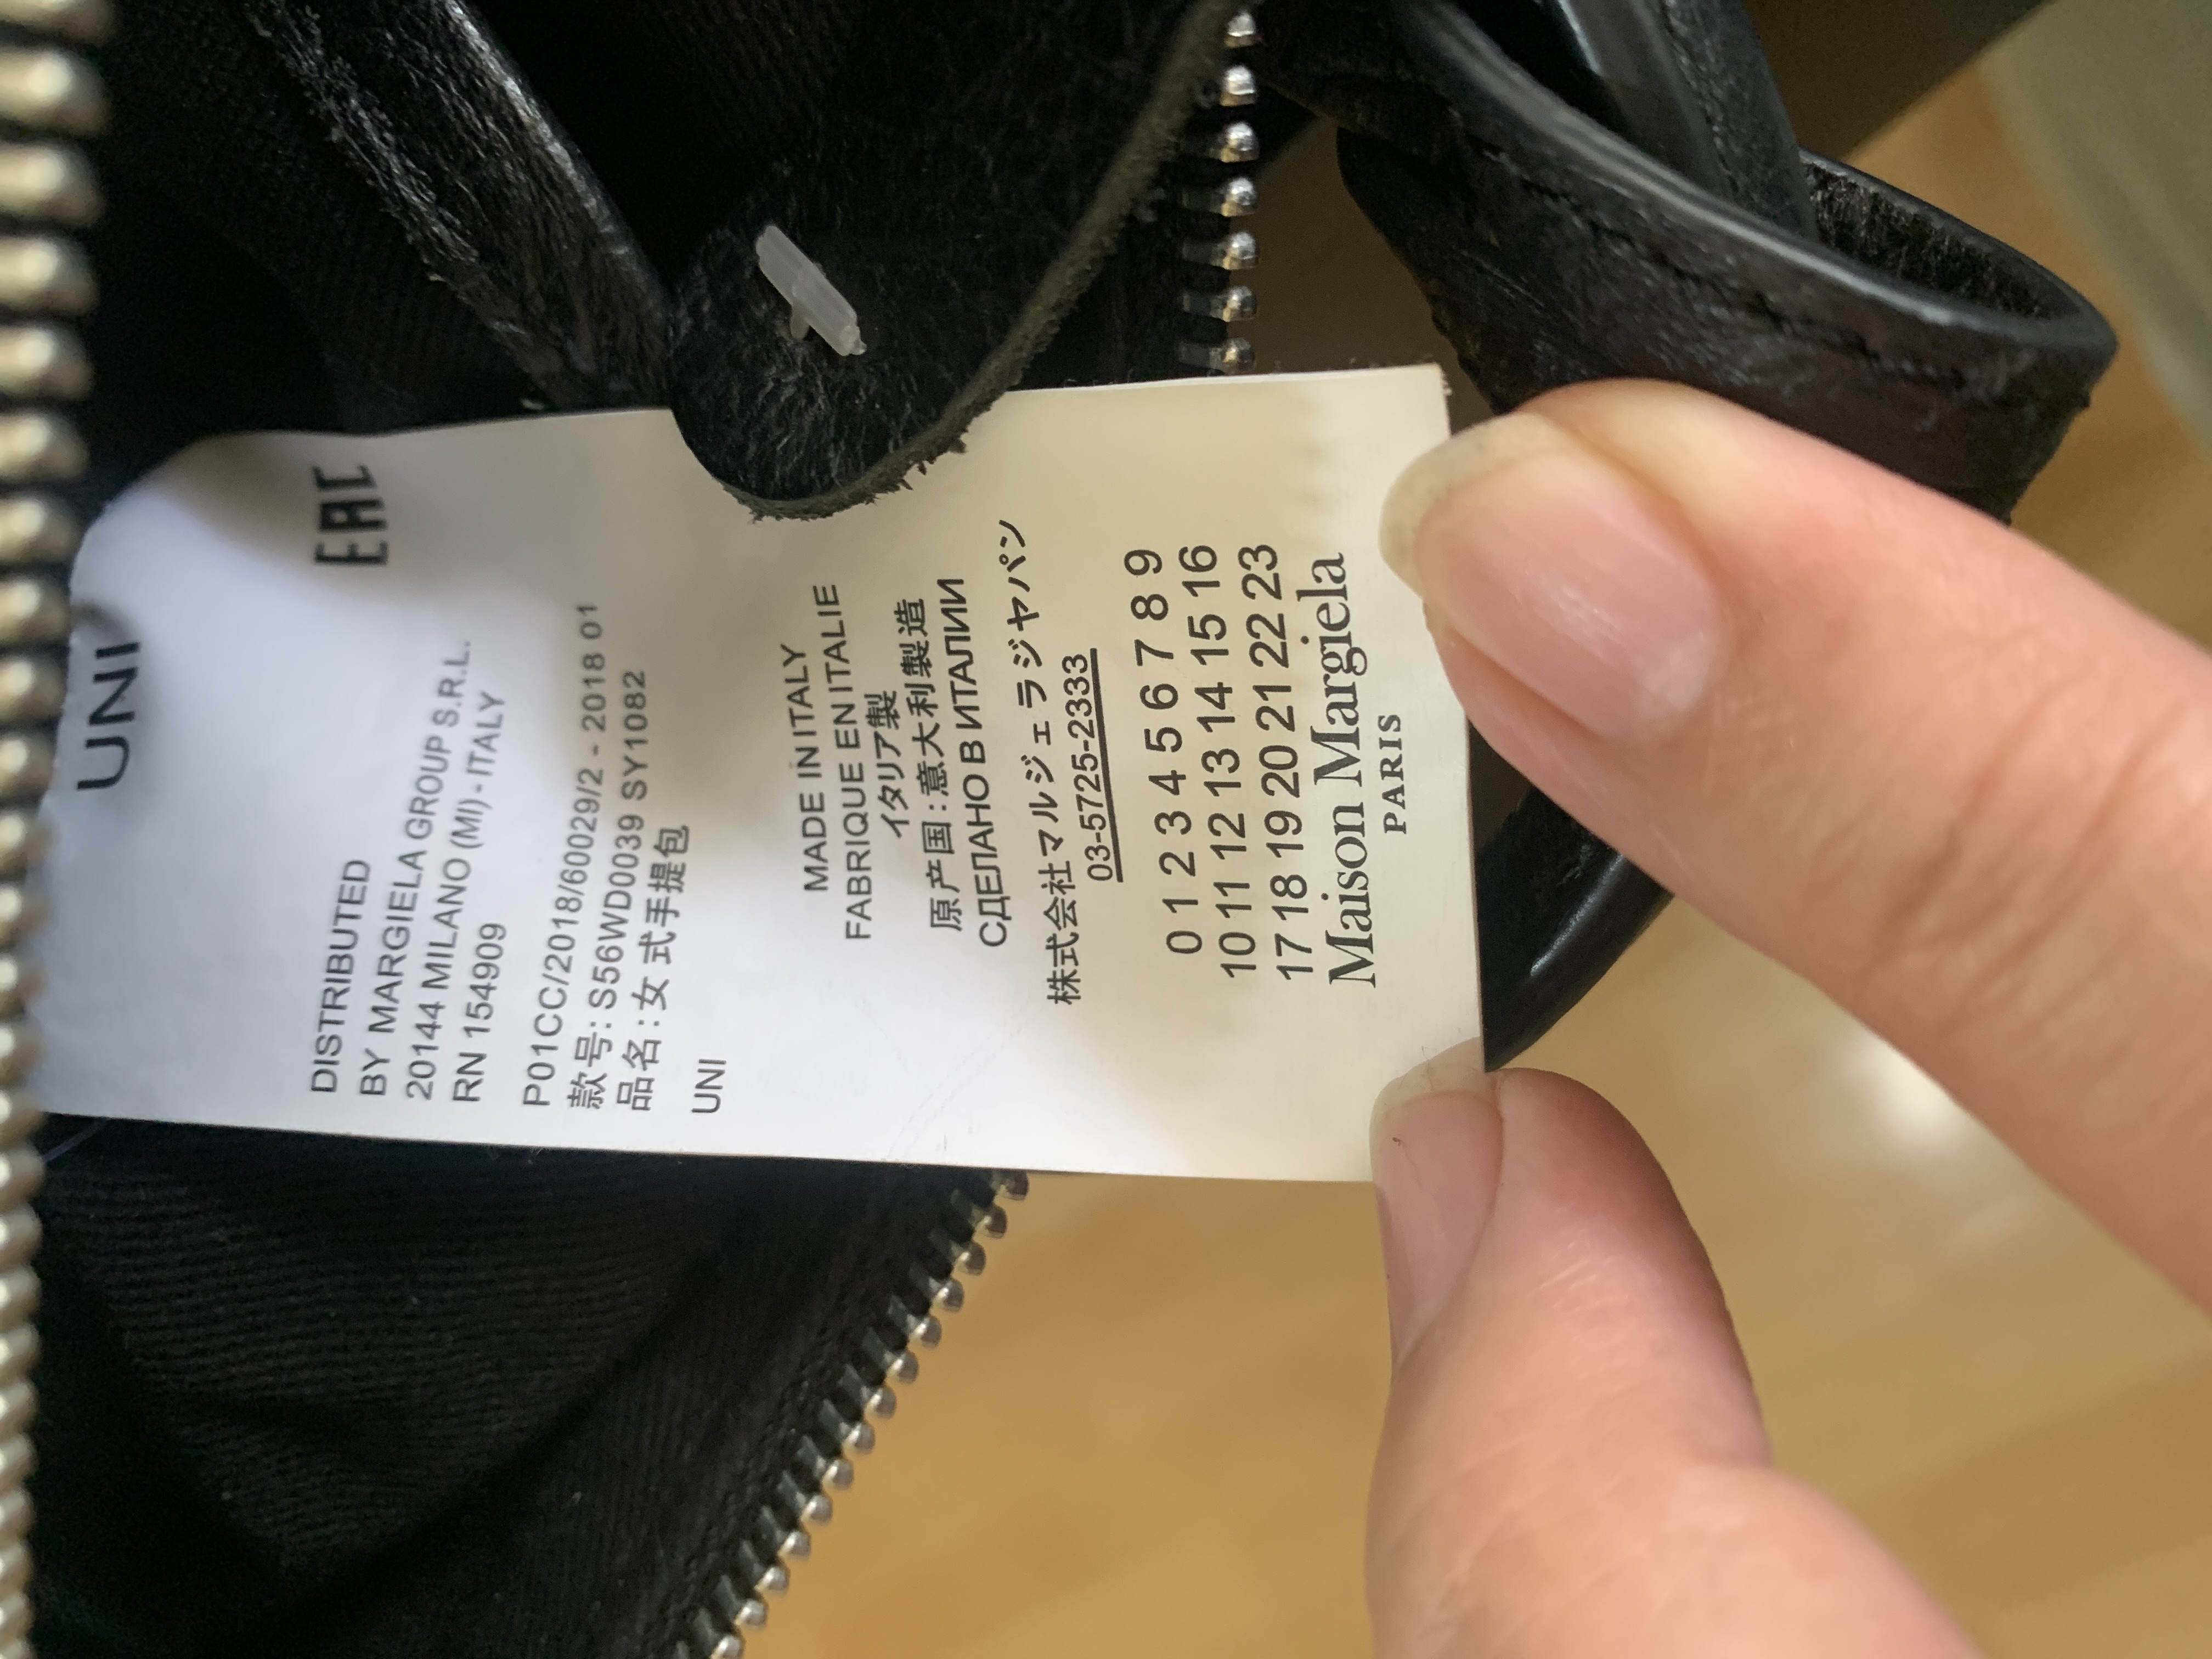 UNI
EAC
DISTRIBUTED
BY MARGIELA GROUP S.R.L.
20144 MILANO (MI) - ITALY
RN 154909
P01CC/2018/60029/2 - 2018 01
款号: S56WD0039 SY1082
品名: 女式手提包
UNI
MADE IN ITALY
FABRIQUE EN ITALIE
イタリア製
原产国:意大利製造
СДЕЛАНО В ИТАЛИИ
株式会社マルジェラジャパン
03-5725-2333
0 1 2 3 4 5 6 7 8 9
10 11 12 13 14 15 16
17 18 19 20 21 22 23
Maison Margiela
PARIS